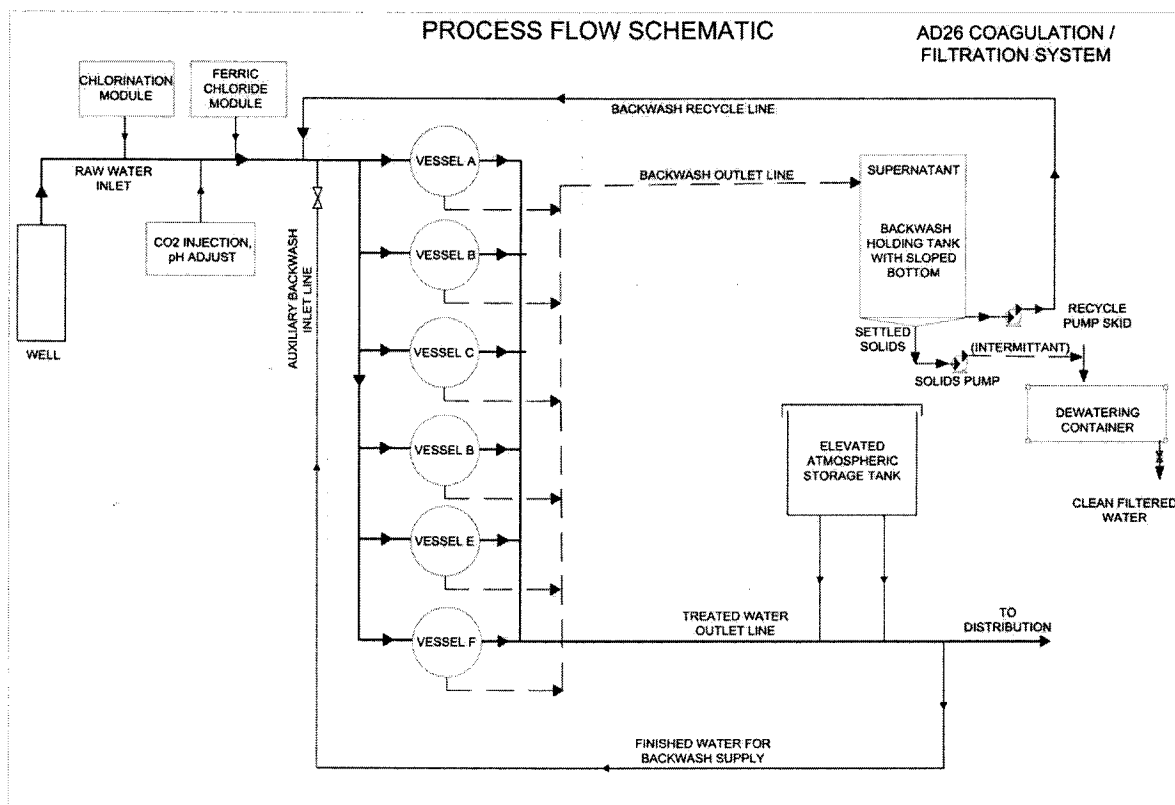 PROCESS FLOW SCHEMATIC
AD26 COAGULATION /
FILTRATION SYSTEM
CHLORINATION
MODULE
FERRIC
CHLORIDE
MODULE
BACKWASH RECYCLE LINE
RAW WATER
INLET
VESSEL A
BACKWASH OUTLET LINE
SUPERNATANT
CO2 INJECTION,
pH ADJUST
BACKWASH
HOLDING TANK
WITH SLOPED
BOTTOM
VESSEL B
AUXILIARY BACKWASH
INLET LINE
WELL
RECYCLE
PUMP SKID
SETTLED
SOLIDS
(INTERMITTANT)
SOLIDS PUMP
VESSEL C
DEWATERING
CONTAINER
VESSEL B
ELEVATED
ATMOSPHERIC
STORAGE TANK
CLEAN FILTERED
WATER
VESSEL E
VESSEL F
TREATED WATER
OUTLET LINE
TO
DISTRIBUTION
FINISHED WATER FOR
BACKWASH SUPPLY